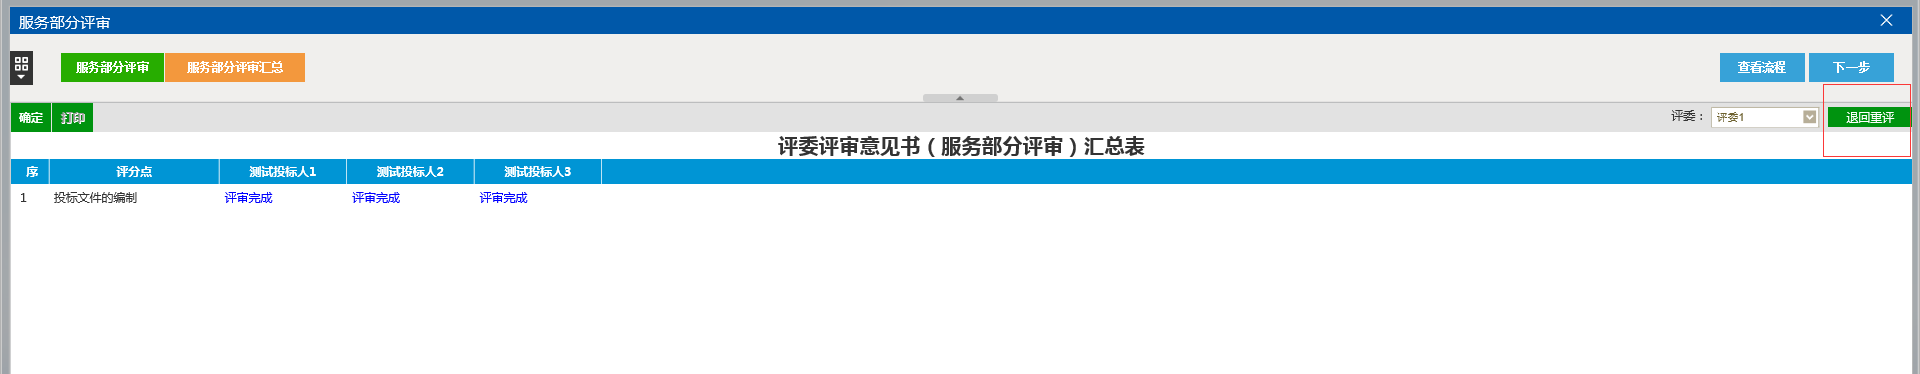 服务部分评审
服务部分评审 服务部分评审汇总 查看流程 下一步
确定 打印 评委： 评委1 退回重评
评委评审意见书（服务部分评审）汇总表
序 评分点 测试投标人1 测试投标人2 测试投标人3
1 投标文件的编制 评审完成 评审完成 评审完成